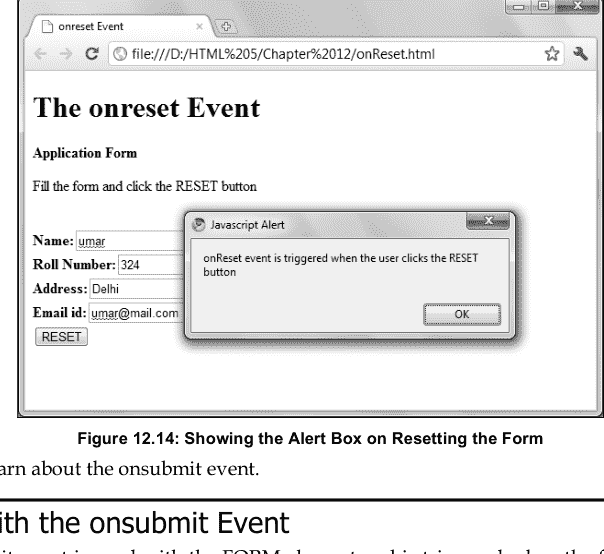 onreset Event
file:///D:/HTML%205/Chapter%2012/onReset.html
The onreset Event
Application Form
Fill the form and click the RESET button
Javascript Alert
onReset event is triggered when the user clicks the RESET
button
OK
Name: umar
Roll Number: 324
Address: Delhi
Email id: umar@mail.com
RESET
Figure 12.14: Showing the Alert Box on Resetting the Form
about the onsubmit event.
the onsubmit Event